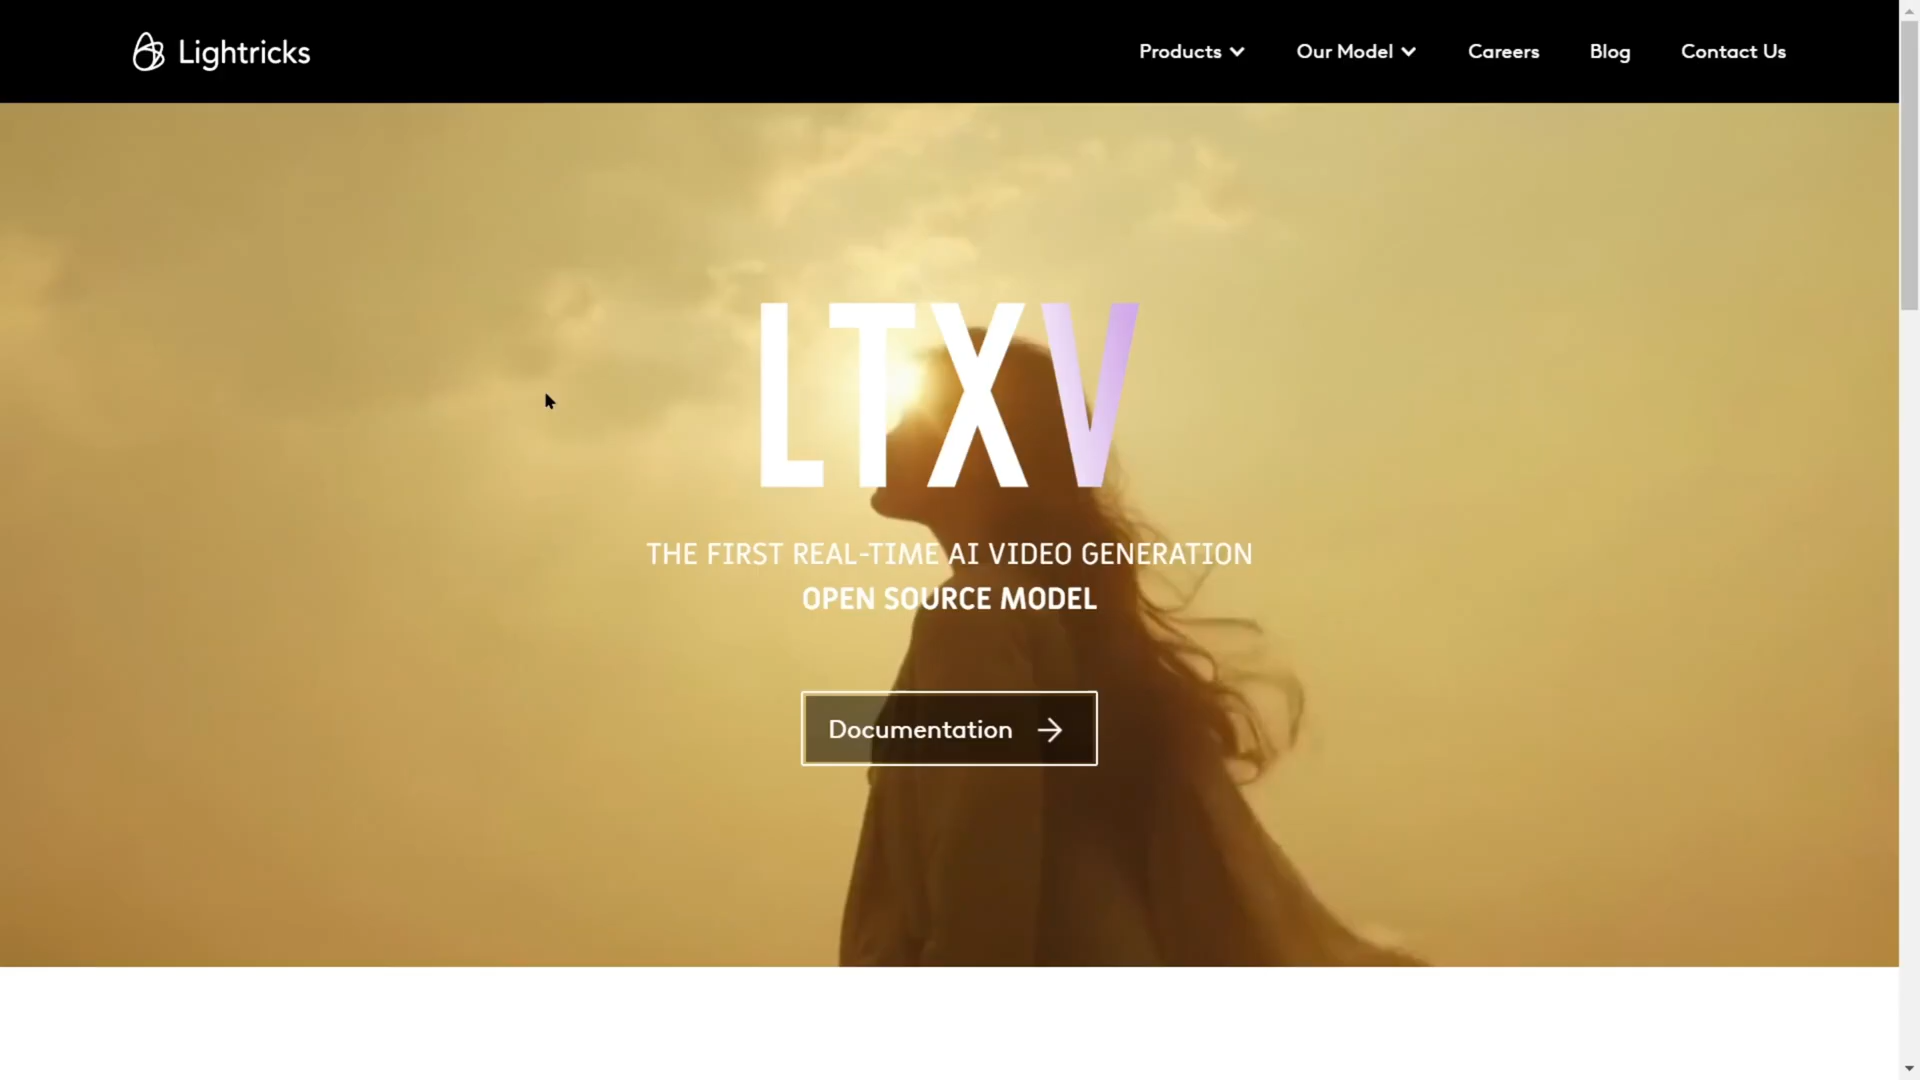 Lightricks
Products
Our Model
Careers
Blog
Contact Us
LTXV
THE FIRST REAL-TIME AI VIDEO GENERATION
OPEN SOURCE MODEL
Documentation